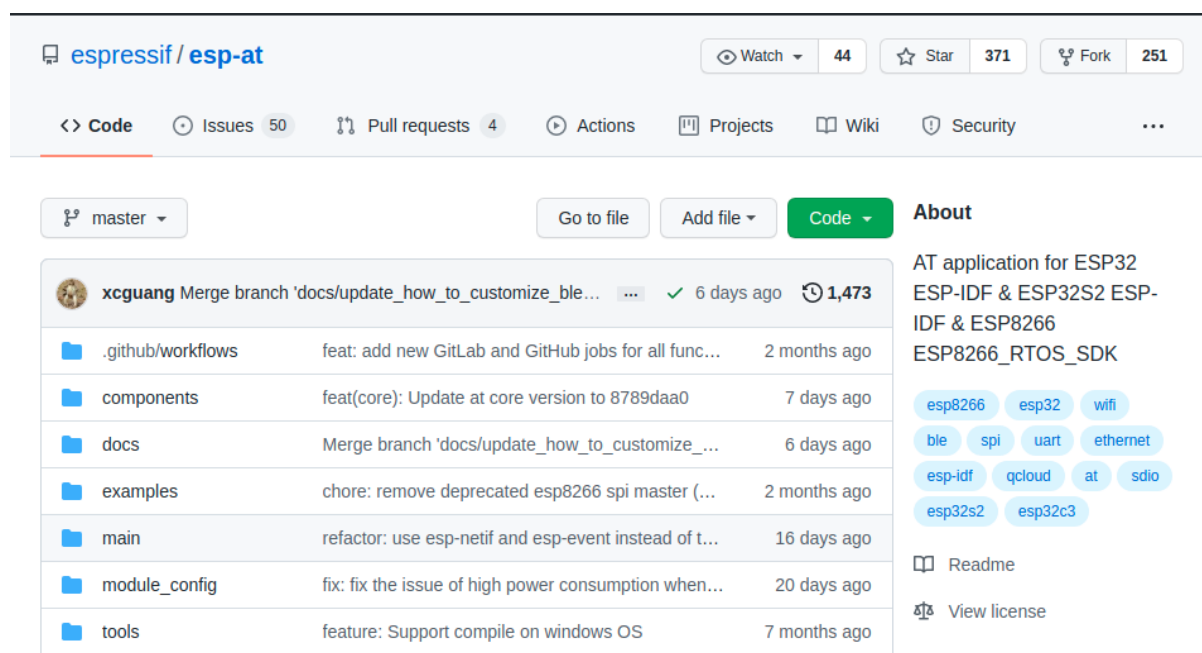 espressif / esp-at
Watch 44 Star 371 Fork 251
Code Issues 50 Pull requests 4 Actions Projects Wiki Security ...
master Go to file Add file Code
xcguang Merge branch 'docs/update_how_to_customize_ble… ... 6 days ago 1,473
.github/workflows feat: add new GitLab and GitHub jobs for all func… 2 months ago
components feat(core): Update at core version to 8789daa0 7 days ago
docs Merge branch 'docs/update_how_to_customize_… 6 days ago
examples chore: remove deprecated esp8266 spi master (… 2 months ago
main refactor: use esp-netif and esp-event instead of t… 16 days ago
module_config fix: fix the issue of high power consumption when… 20 days ago
tools feature: Support compile on windows OS 7 months ago
About
AT application for ESP32
ESP-IDF & ESP32S2 ESP-
IDF & ESP8266
ESP8266_RTOS_SDK
esp8266 esp32 wifi
ble spi uart ethernet
esp-idf qcloud at sdio
esp32s2 esp32c3
Readme
View license